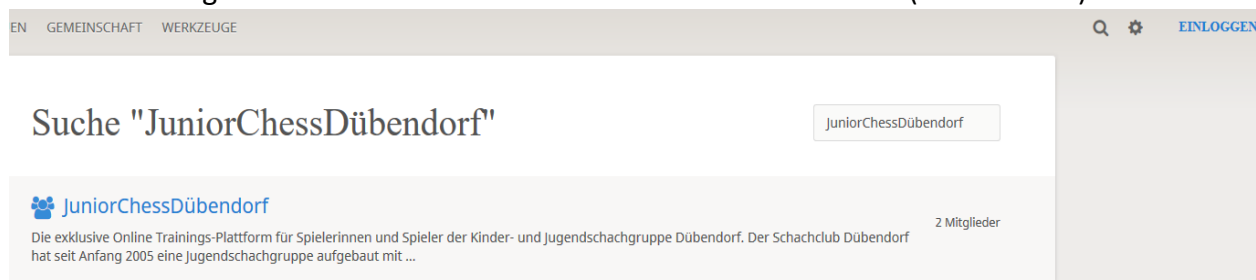 EN GEMEINSCHAFT WERKZEUGE EINLOGGEN
Suche "JuniorChessDübendorf" JuniorChessDübendorf
JuniorChessDübendorf
2 Mitglieder
Die exklusive Online Trainings-Plattform für Spielerinnen und Spieler der Kinder- und Jugendschachgruppe Dübendorf. Der Schachclub Dübendorf
hat seit Anfang 2005 eine Jugendschachgruppe aufgebaut mit ...